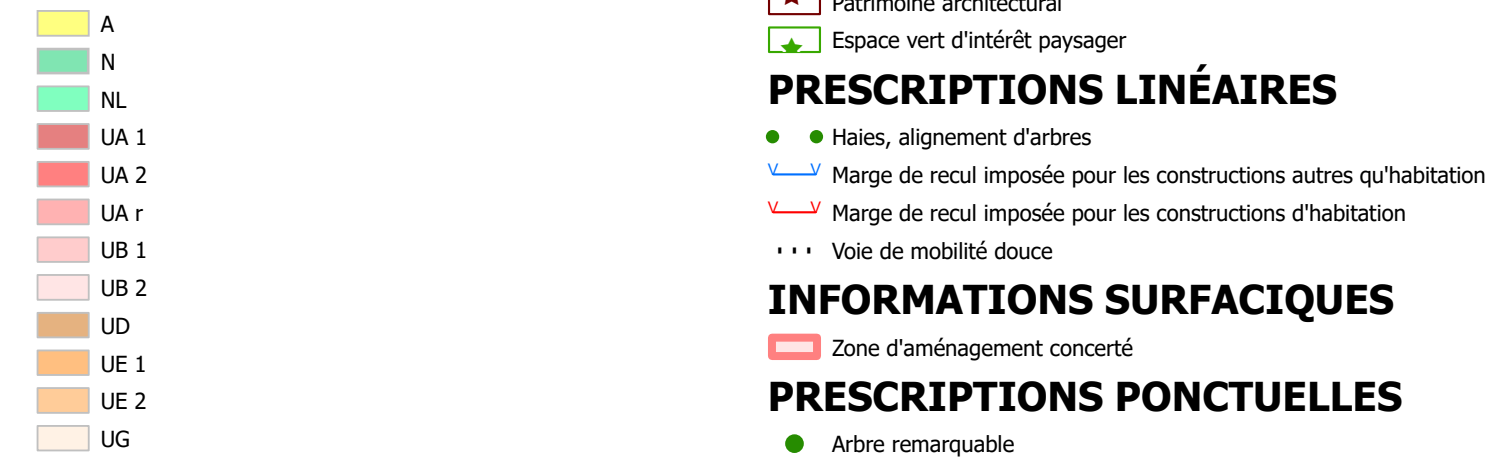 A
N
NL
UA 1
UA 2
UA r
UB 1
UB 2
UD
UE 1
UE 2
UG
Patrimoine architectural
Espace vert d'intérêt paysager
PRESCRIPTIONS LINÉAIRES
Haies, alignement d'arbres
Marge de recul imposée pour les constructions autres qu'habitation
Marge de recul imposée pour les constructions d'habitation
Voie de mobilité douce
INFORMATIONS SURFACIQUES
Zone d'aménagement concerté
PRESCRIPTIONS PONCTUELLES
Arbre remarquable